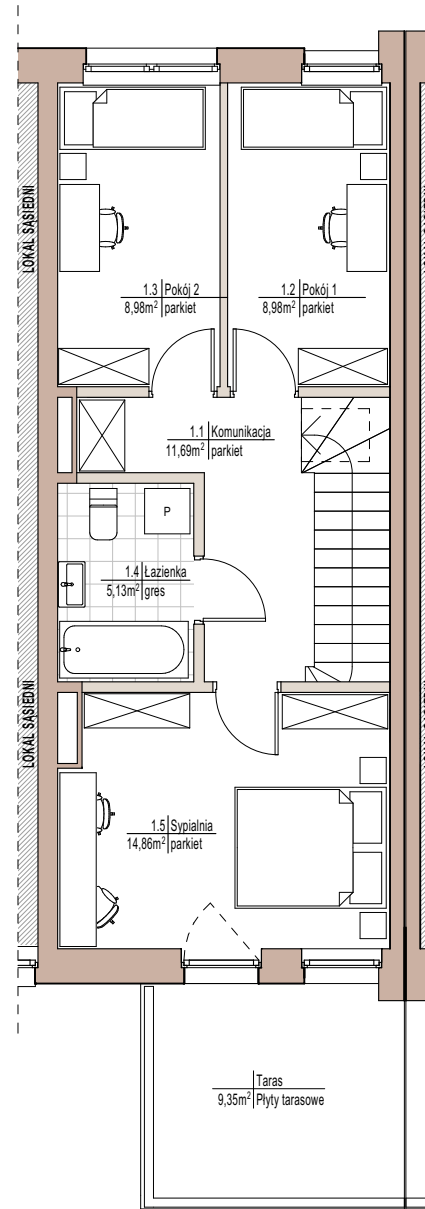 LOKAL SĄSIEDNI
1.3 Pokój 2
8,98m² parkiet
1.2 Pokój 1
8,98m² parkiet
1.1 Komunikacja
11,69m² parkiet
P
1.4 Łazienka
5,13m² gres
LOKAL SĄSIEDNI
1.5 Sypialnia
14,86m² parkiet
Taras
9,35m² Płyty tarasowe